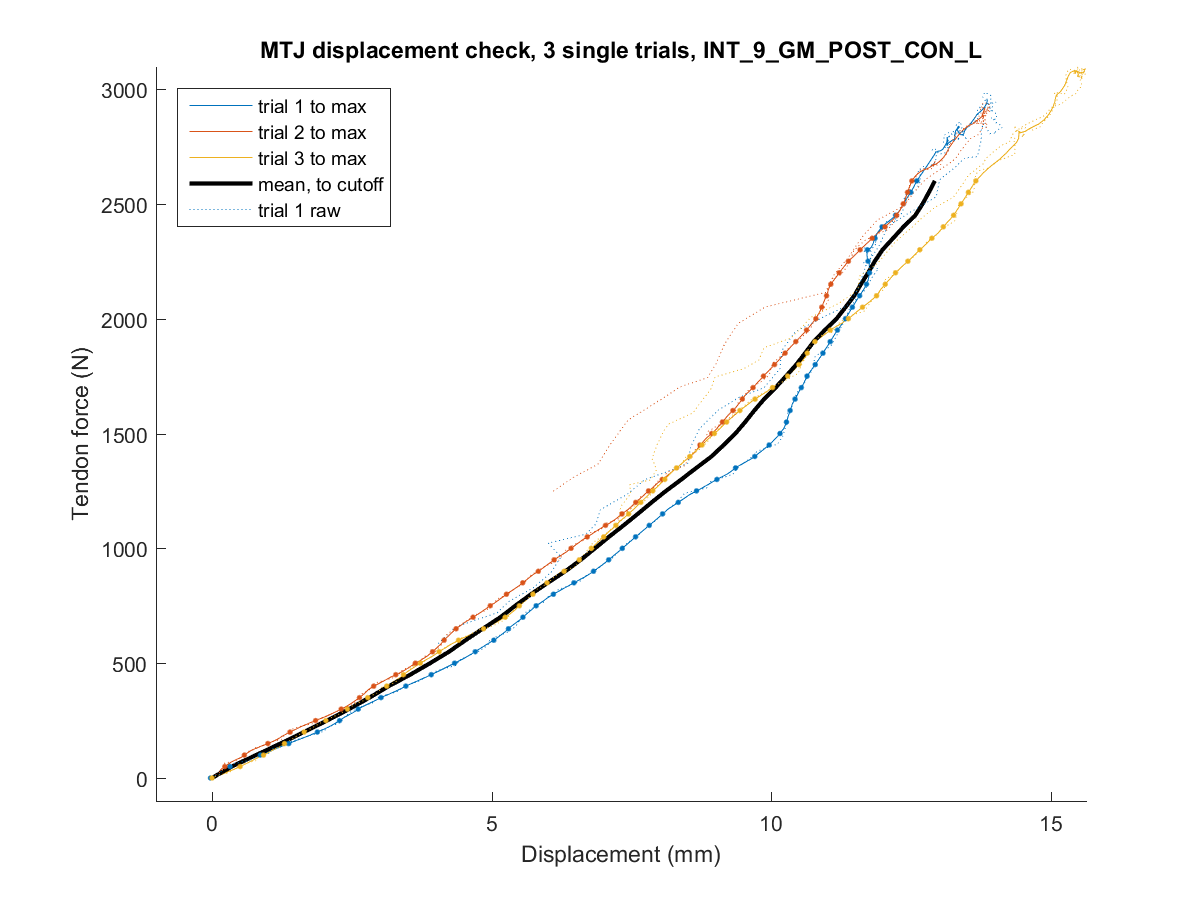 MTJ displacement check, 3 single trials, INT_9_GM_POST_CON_L
trial 1 to max
trial 2 to max
trial 3 to max
mean, to cutoff
trial 1 raw
3000
2500
2000
1500
1000
500
0
Tendon force (N)
0 5 10 15
Displacement (mm)